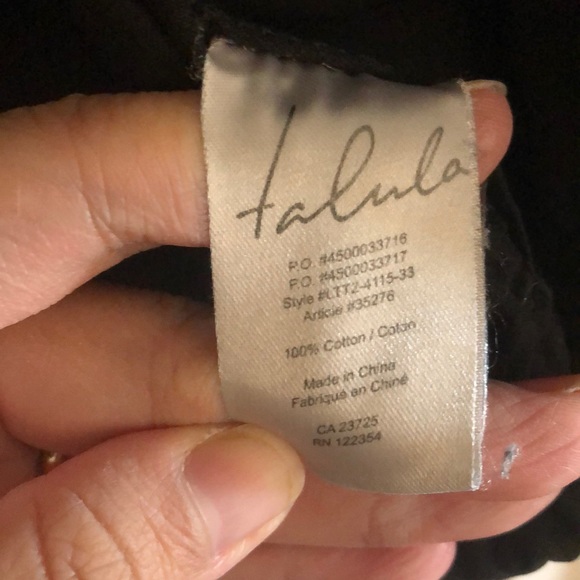 talula
P.O. #4500033716
P.O. #4500033717
Style #LTT2-4115-33
Article #35276
100% Cotton / Coton
Made in China
Fabriqué en Chine
CA 23725
RN 122354